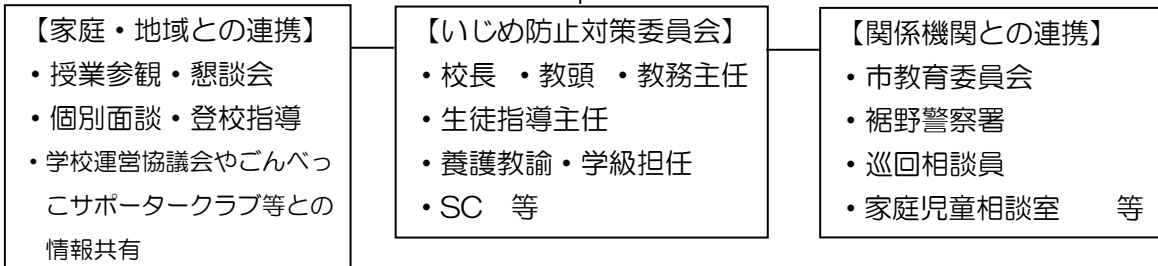 【家庭・地域との連携】
・授業参観・懇談会
・個別面談・登校指導
・学校運営協議会やごんべっ
こサポータークラブ等との
情報共有
【いじめ防止対策委員会】
・校長 ・教頭 ・教務主任
・生徒指導主任
・養護教諭・学級担任
・SC 等
【関係機関との連携】
・市教育委員会
・裾野警察署
・巡回相談員
・家庭児童相談室 等